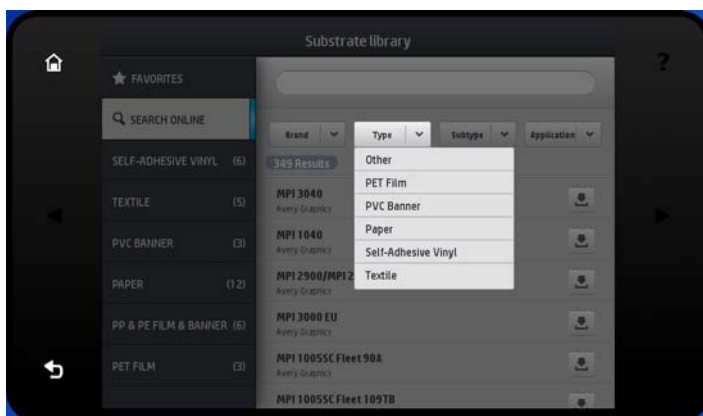 Substrate library
?
FAVORITES
SEARCH ONLINE
SELF-ADHESIVE VINYL (6)
TEXTILE (5)
PVC BANNER (3)
PAPER (12)
PP & PE FILM & BANNER (6)
PET FILM (3)
Brand Type Subtype Application
349 Results
Other
PET Film
PVC Banner
Paper
Self-Adhesive Vinyl
Textile
MPI 3040
Avery Graphics
MPI 1040
Avery Graphics
MPI 2900/MPI 2
Avery Graphics
MPI 3000 EU
Avery Graphics
MPI 1005SC Fleet 90A
Avery Graphics
MPI 1005SC Fleet 109TB